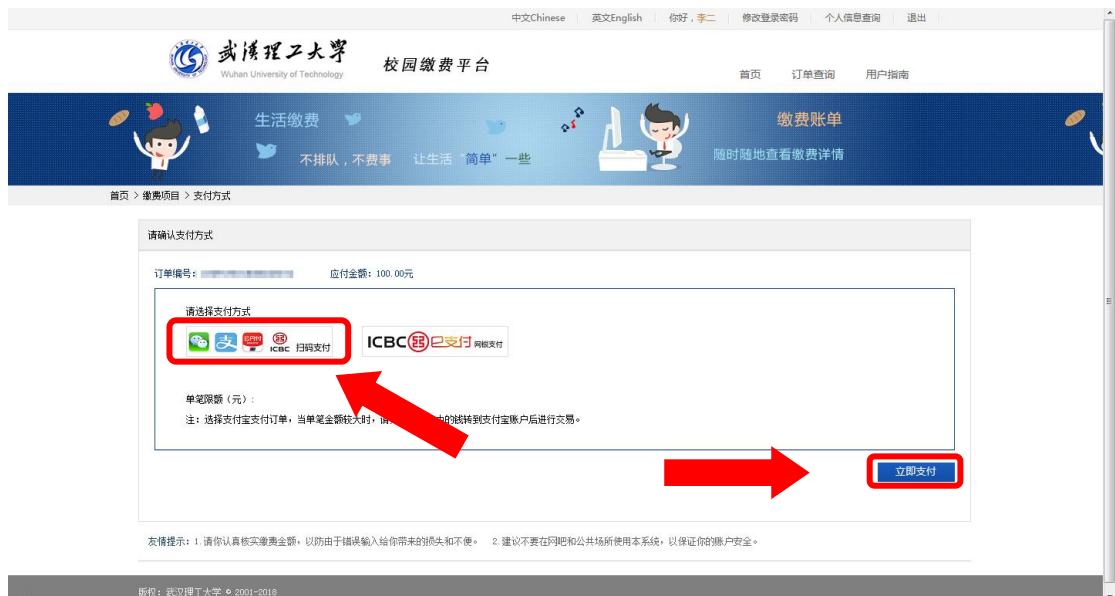 中文Chinese 英文English 你好,李二 修改登录密码 个人信息查询 退出
武汉理工大学
Wuhan University of Technology
校园缴费平台
首页 订单查询 用户指南
生活缴费
不排队,不费事 让生活“简单”一些
缴费账单
随时随地查看缴费详情
首页 > 缴费项目 > 支付方式
请确认支付方式
订单编号: 应付金额:100.00元
请选择支付方式
支 ICBC 扫码支付
ICBC 已支付 网银支付
单笔限额(元):
注:选择支付宝支付订单,当单笔金额较大时, 的钱转到支付宝账户后进行交易。
立即支付
友情提示:1.请你认真核实缴费金额,以防由于错误输入给你带来的损失和不便。 2.建议不要在网吧和公共场所使用本系统,以保证你的账户安全。
版权:武汉理工大学 © 2001-2018